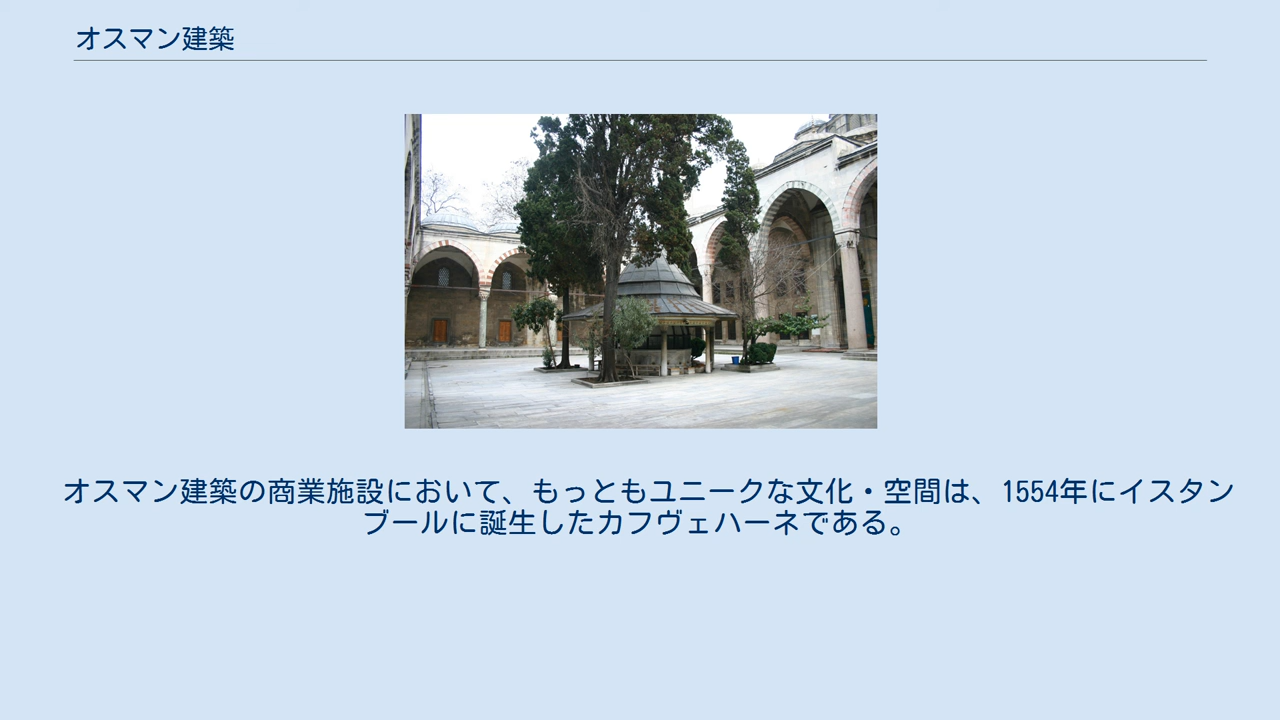 オスマン建築
オスマン建築の商業施設において、もっともユニークな文化・空間は、1554年にイスタン
ブールに誕生したカフヴェハーネである。